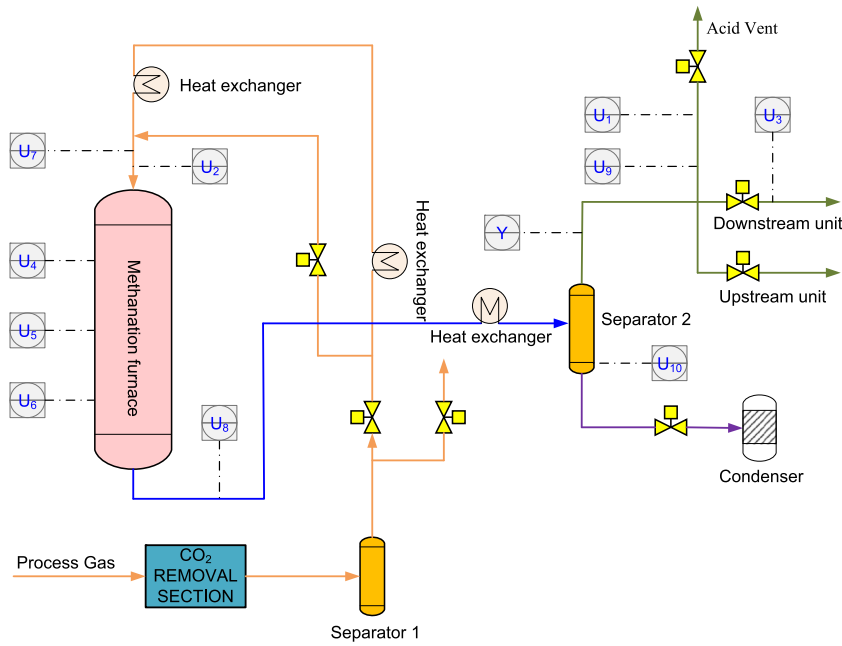 Acid Vent
Heat exchanger
U1
U3
U7
U2
U9
Heat exchanger
Y
Downstream unit
U4
Methanation furnace
Upstream unit
U5
Separator 2
Heat exchanger
U10
U6
U8
Condenser
CO2
REMOVAL
SECTION
Process Gas
Separator 1